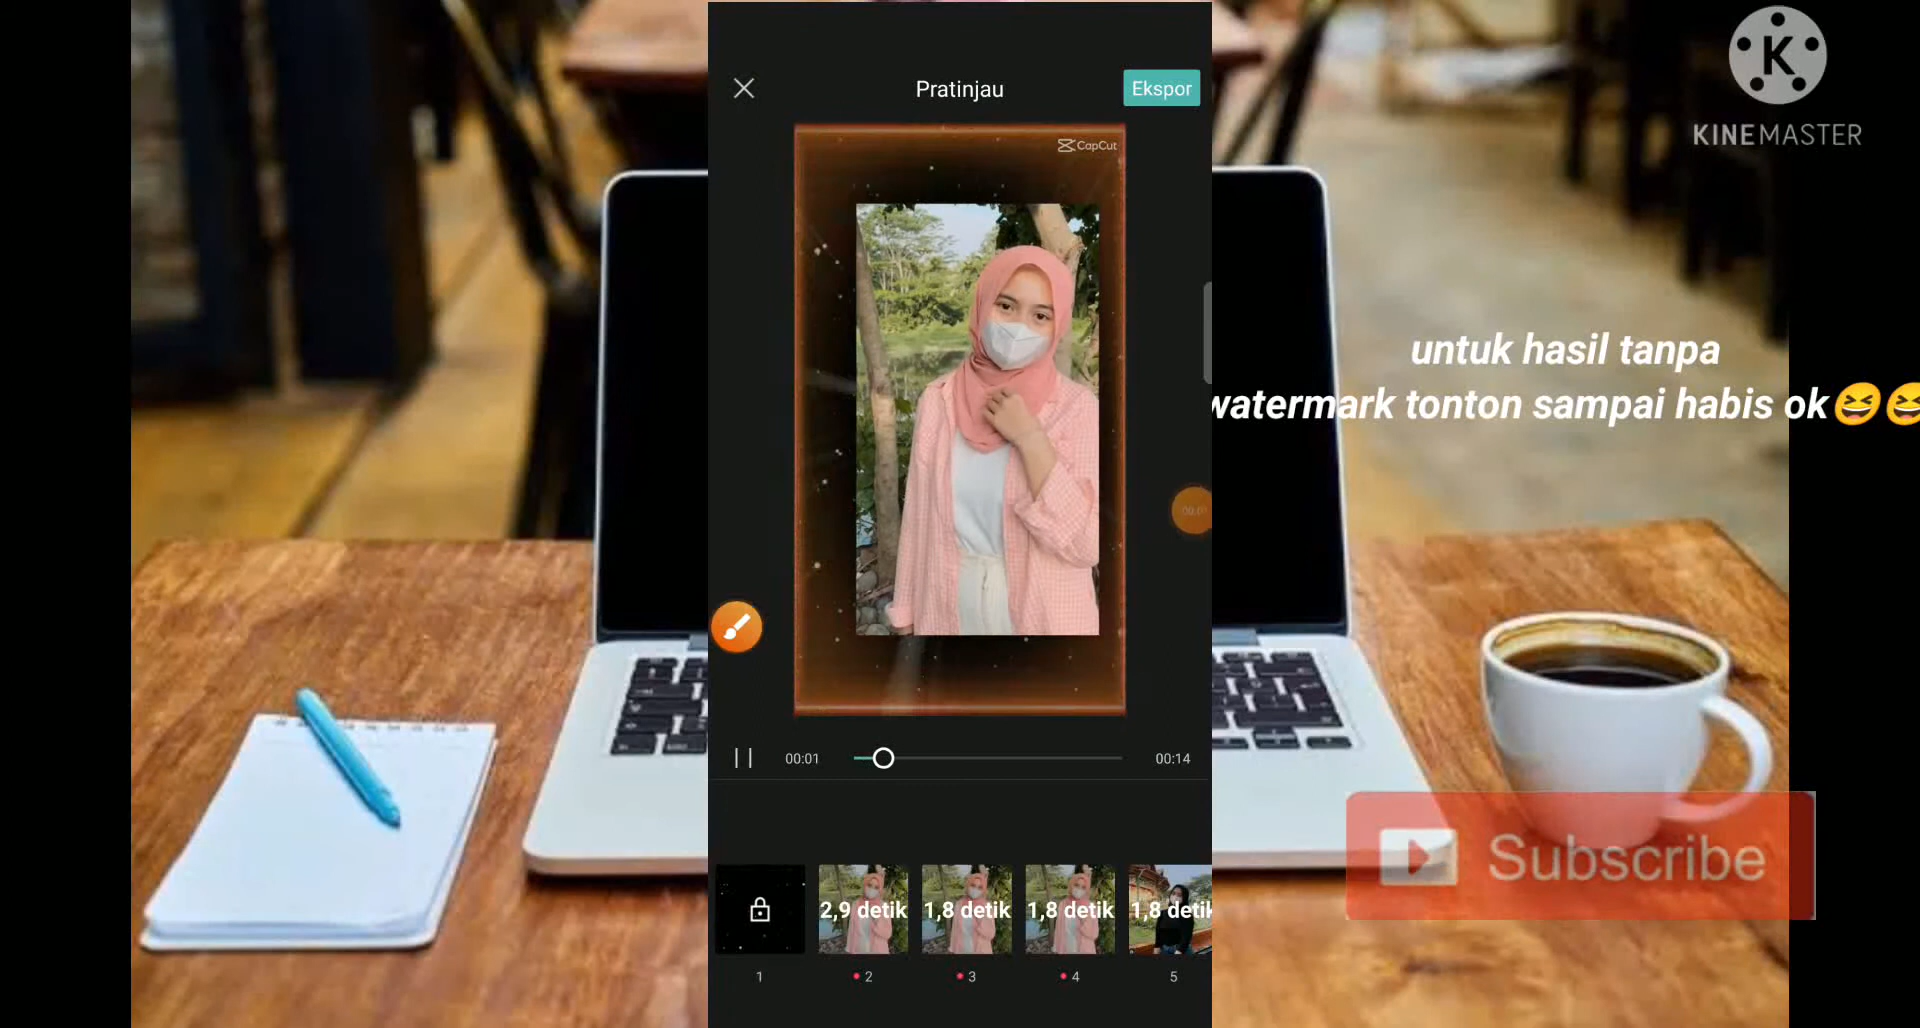 Pratinjau
Ekspor
CapCut
KINEMASTER
untuk hasil tanpa
watermark tonton sampai habis ok😆😆
00:01
00:14
Subscribe
2,9 detik
1,8 detik
1,8 detik
1,8 detik
1
2
3
4
5